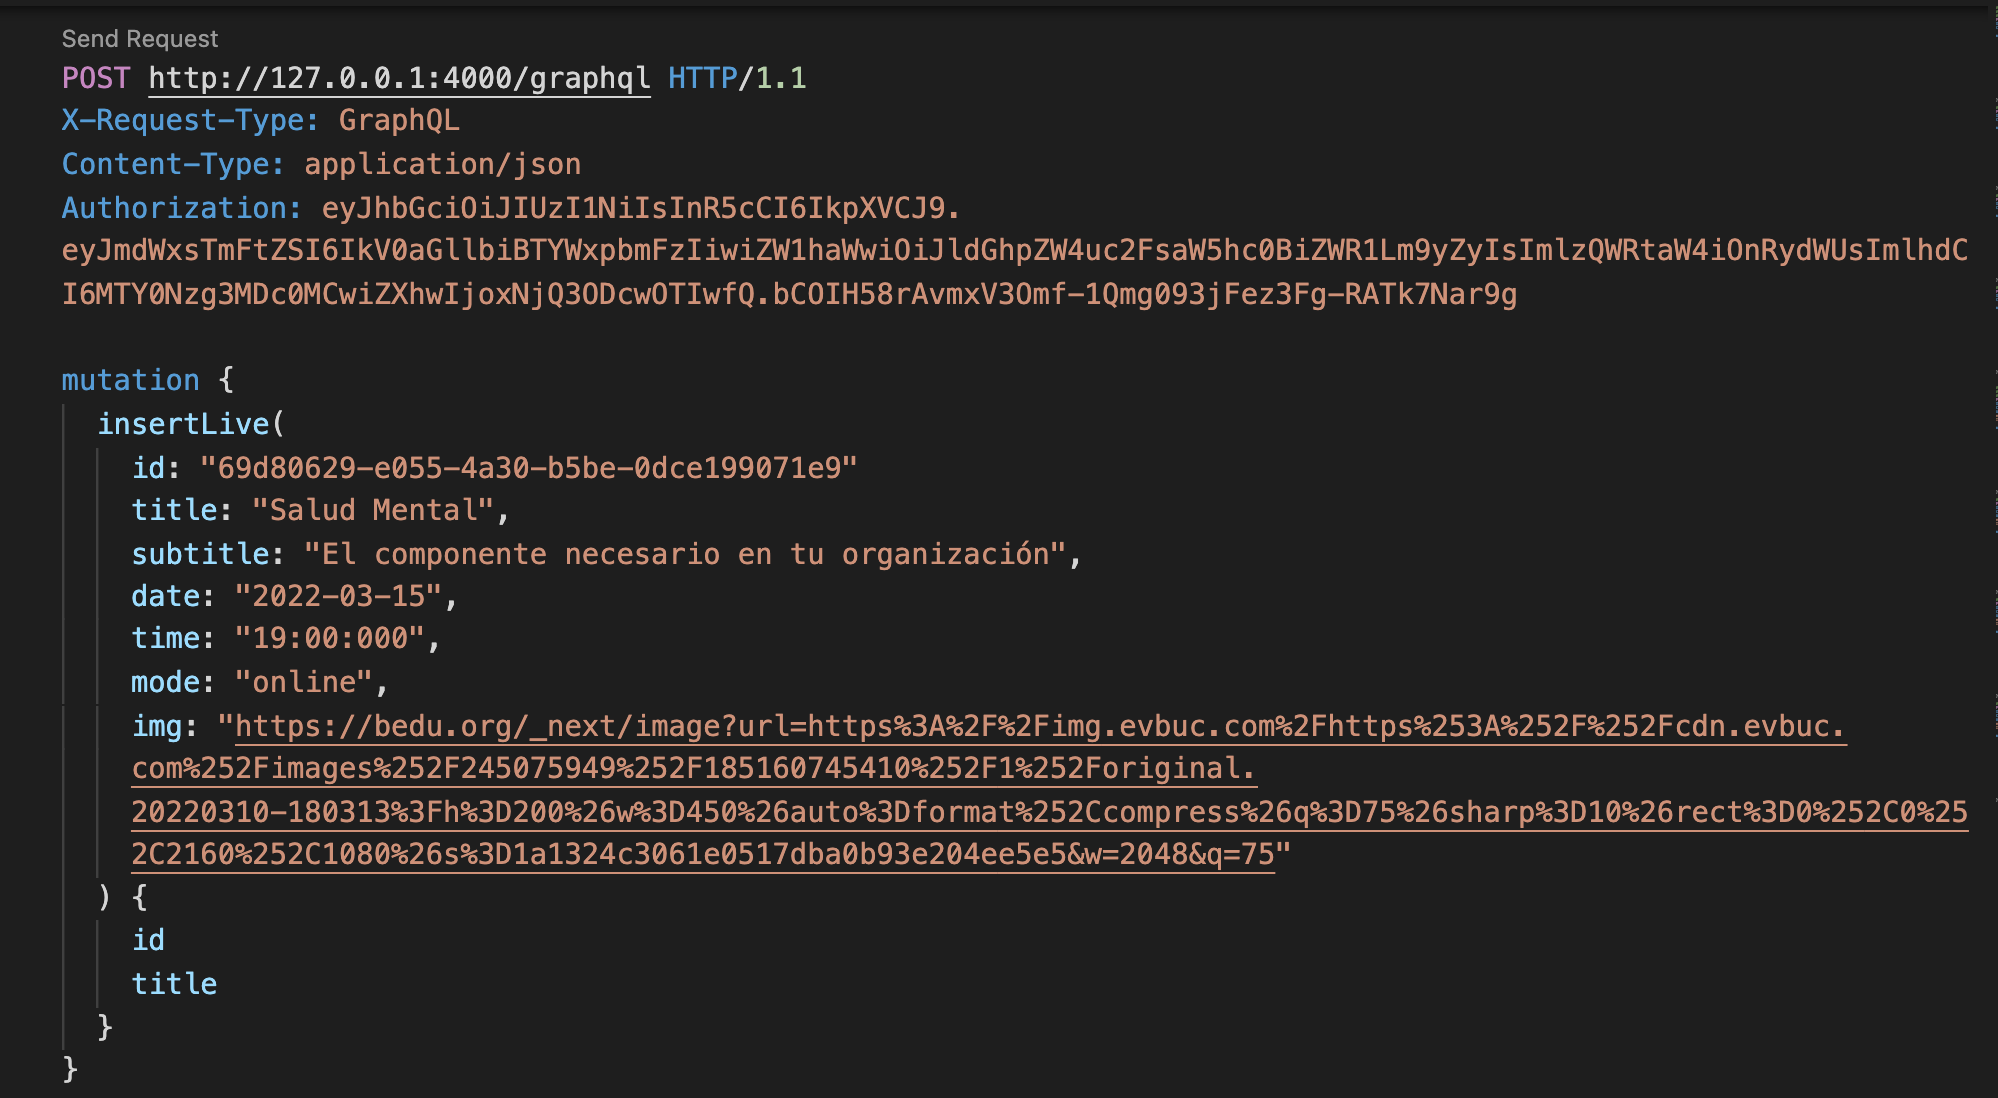 Send Request
POST http://127.0.0.1:4000/graphql HTTP/1.1
X-Request-Type: GraphQL
Content-Type: application/json
Authorization: eyJhbGciOiJIUzI1NiIsInR5cCI6IkpXVCJ9.
eyJmdWxsTmFtZSI6IkV0aGllbiBTYWxpbmFzIiwiZW1haWwiOiJldGhpZW4uc2FsaW5hc0BiZWR1Lm9yZyIsImlzQWRtaW4iOnRydWUsImlhdC
I6MTY0Nzg3MDc0MCwiZXhwIjoxNjQ3ODcwOTIwfQ.bCOIH58rAvmxV3Omf-1Qmg093jFez3Fg-RATk7Nar9g
mutation {
insertLive(
id: "69d80629-e055-4a30-b5be-0dce199071e9"
title: "Salud Mental",
subtitle: "El componente necesario en tu organización",
date: "2022-03-15",
time: "19:00:000",
mode: "online",
img: "https://bedu.org/_next/image?url=https%3A%2F%2Fimg.evbuc.com%2Fhttps%253A%252F%252Fcdn.evbuc.
com%252Fimages%252F245075949%252F185160745410%252F1%252Foriginal.
20220310-180313%3Fh%3D200%26w%3D450%26auto%3Dformat%252Ccompress%26q%3D75%26sharp%3D10%26rect%3D0%252C0%25
2C2160%252C1080%26s%3D1a1324c3061e0517dba0b93e204ee5e5&w=2048&q=75"
) {
id
title
}
}